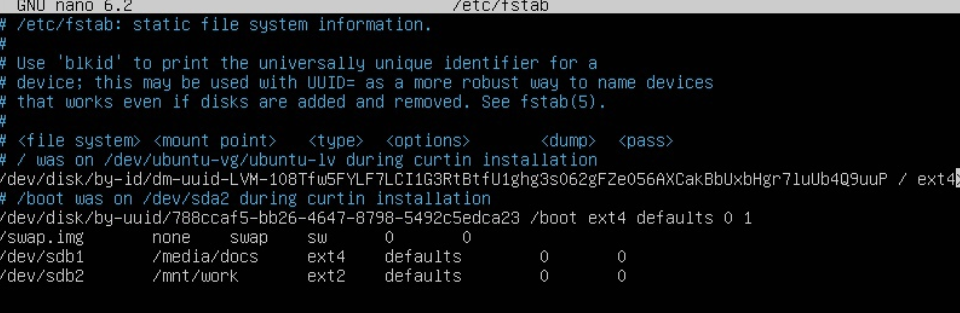 GNU nano 6.2 /etc/fstab
# /etc/fstab: static file system information.
#
# Use 'blkid' to print the universally unique identifier for a
# device; this may be used with UUID= as a more robust way to name devices
# that works even if disks are added and removed. See fstab(5).
#
# <file system> <mount point> <type> <options> <dump> <pass>
# / was on /dev/ubuntu-vg/ubuntu-lv during curtin installation
/dev/disk/by-id/dm-uuid-LVM-108Tfw5FYLF7LCI1G3RtBtfU1ghg3s062gFZe056AXCakBbUxbHgr7luUb4Q9uuP / ext4
# /boot was on /dev/sda2 during curtin installation
/dev/disk/by-uuid/788ccaf5-bb26-4647-8798-5492c5edca23 /boot ext4 defaults 0 1
/swap.img none swap sw 0 0
/dev/sdb1 /media/docs ext4 defaults 0 0
/dev/sdb2 /mnt/work ext2 defaults 0 0